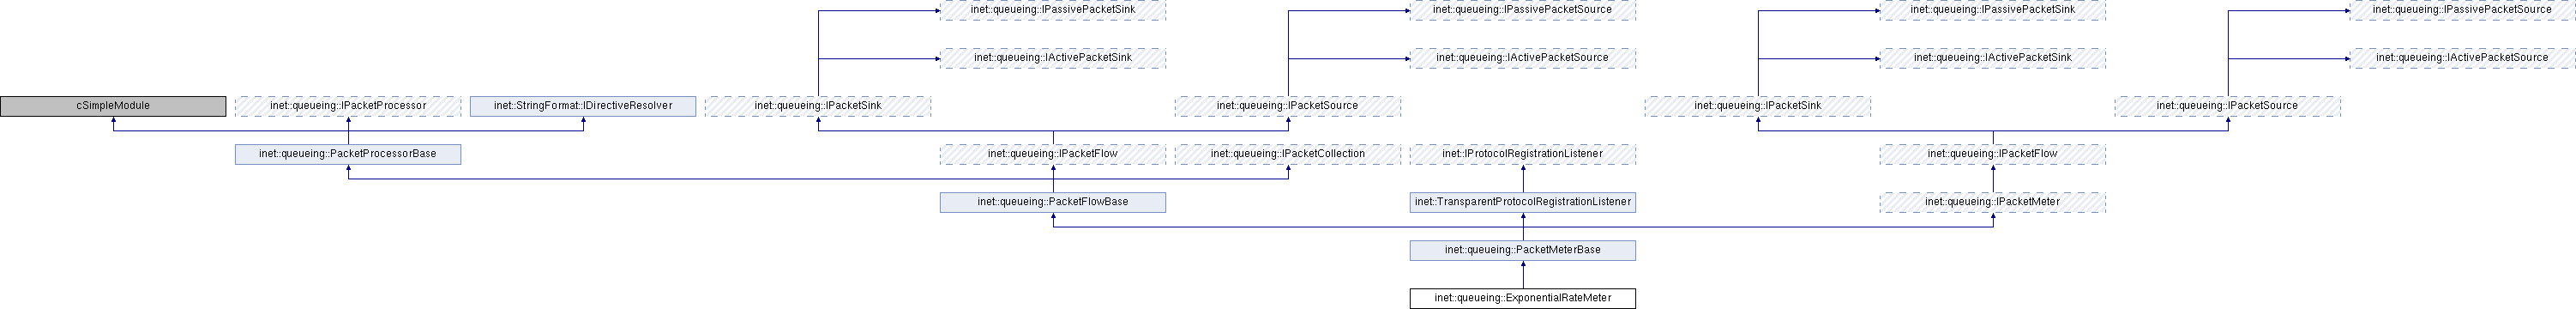 inet::queueing::IPassivePacketSink
inet::queueing::IPassivePacketSource
inet::queueing::IPassivePacketSink
inet::queueing::IPassivePacketSource
inet::queueing::IActivePacketSink
inet::queueing::IActivePacketSource
inet::queueing::IActivePacketSink
inet::queueing::IActivePacketSource
cSimpleModule
inet::queueing::IPacketProcessor
inet::StringFormat::IDirectiveResolver
inet::queueing::IPacketSink
inet::queueing::IPacketSource
inet::queueing::IPacketSink
inet::queueing::IPacketSource
inet::queueing::PacketProcessorBase
inet::queueing::IPacketFlow
inet::queueing::IPacketCollection
inet::IProtocolRegistrationListener
inet::queueing::IPacketFlow
inet::queueing::PacketFlowBase
inet::TransparentProtocolRegistrationListener
inet::queueing::IPacketMeter
inet::queueing::PacketMeterBase
inet::queueing::ExponentialRateMeter